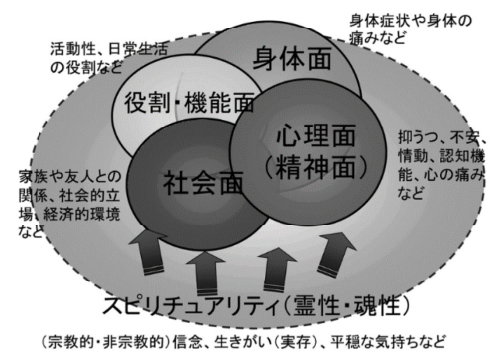 身体症状や身体の
痛みなど
活動性、日常生活
の役割など
身体面
役割・機能面
心理面
（精神面）
抑うつ、不安、
情動、認知機
能、心の痛み
など
社会面
家族や友人との
関係、社会的立
場、経済的環境
など
スピリチュアリティ（霊性・魂性）
（宗教的・非宗教的）信念、生きがい（実存）、平穏な気持ちなど